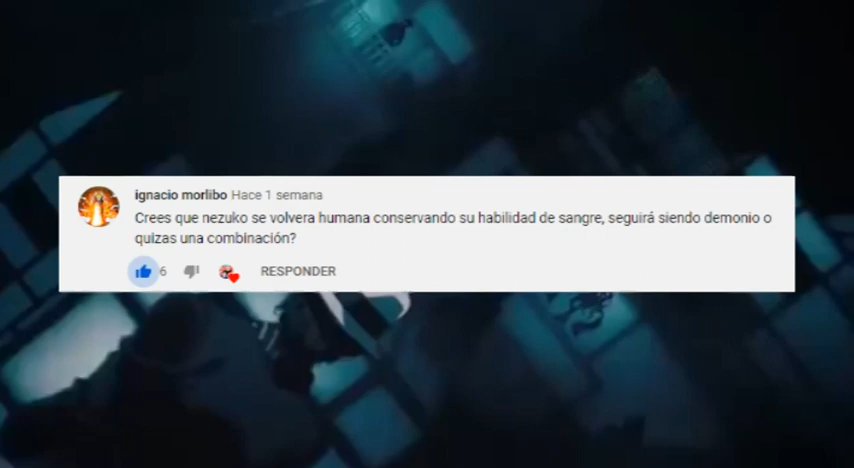 ignacio morlibo Hace 1 semana
Crees que nezuko se volvera humana conservando su habilidad de sangre, seguirá siendo demonio o
quizas una combinación?
6 RESPONDER